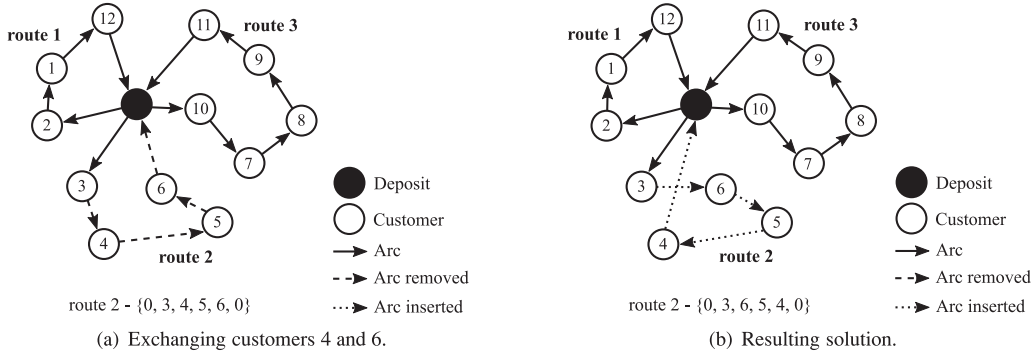 route 1
12
11
route 3
1
9
2
10
8
7
3
6
4
5
route 2
Deposit
Customer
Arc
Arc removed
Arc inserted
route 2 - {0, 3, 4, 5, 6, 0}
(a) Exchanging customers 4 and 6.
route 1
12
11
route 3
1
9
2
10
8
7
3
6
4
5
route 2
Deposit
Customer
Arc
Arc removed
Arc inserted
route 2 - {0, 3, 6, 5, 4, 0}
(b) Resulting solution.